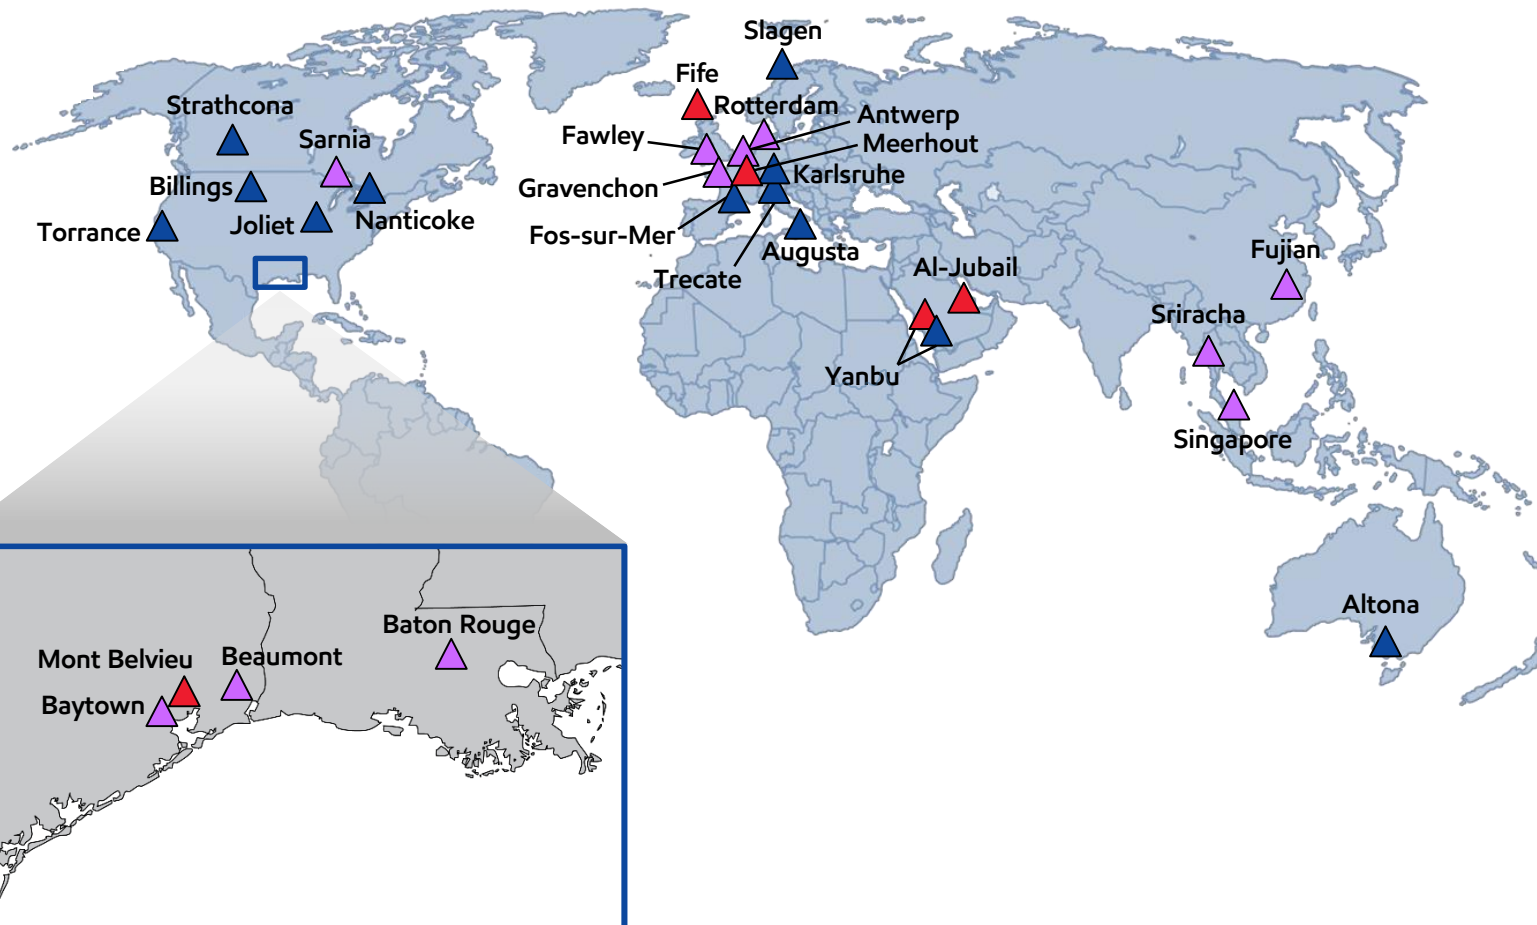 Slagen
Fife
Strathcona
Rotterdam
Antwerp
Sarnia
Fawley
Meerhout
Billings
Gravenchon
Karlsruhe
Torrance
Joliet
Nanticoke
Fos-sur-Mer
Augusta
Trecate
Al-Jubail
Fujian
Sriracha
Yanbu
Singapore
Altona
Baton Rouge
Mont Belvieu
Beaumont
Baytown